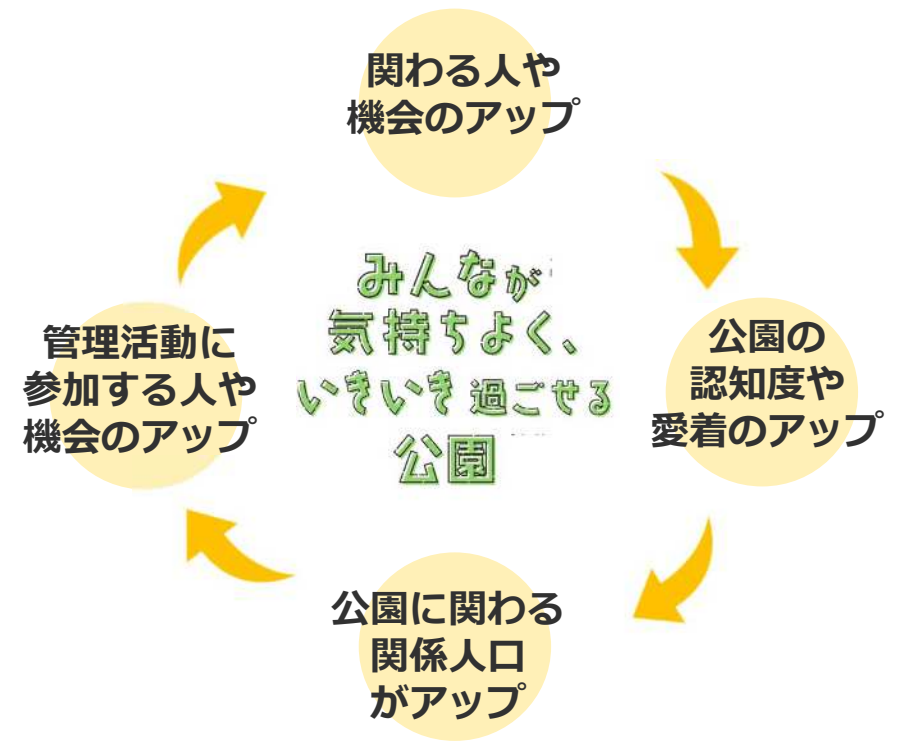 関わる人や
機会のアップ
みんなが
気持ちよく、
いきいき過ごせる
公園
公園の
認知度や
愛着のアップ
公園に関わる
関係人口
がアップ
管理活動に
参加する人や
機会のアップ